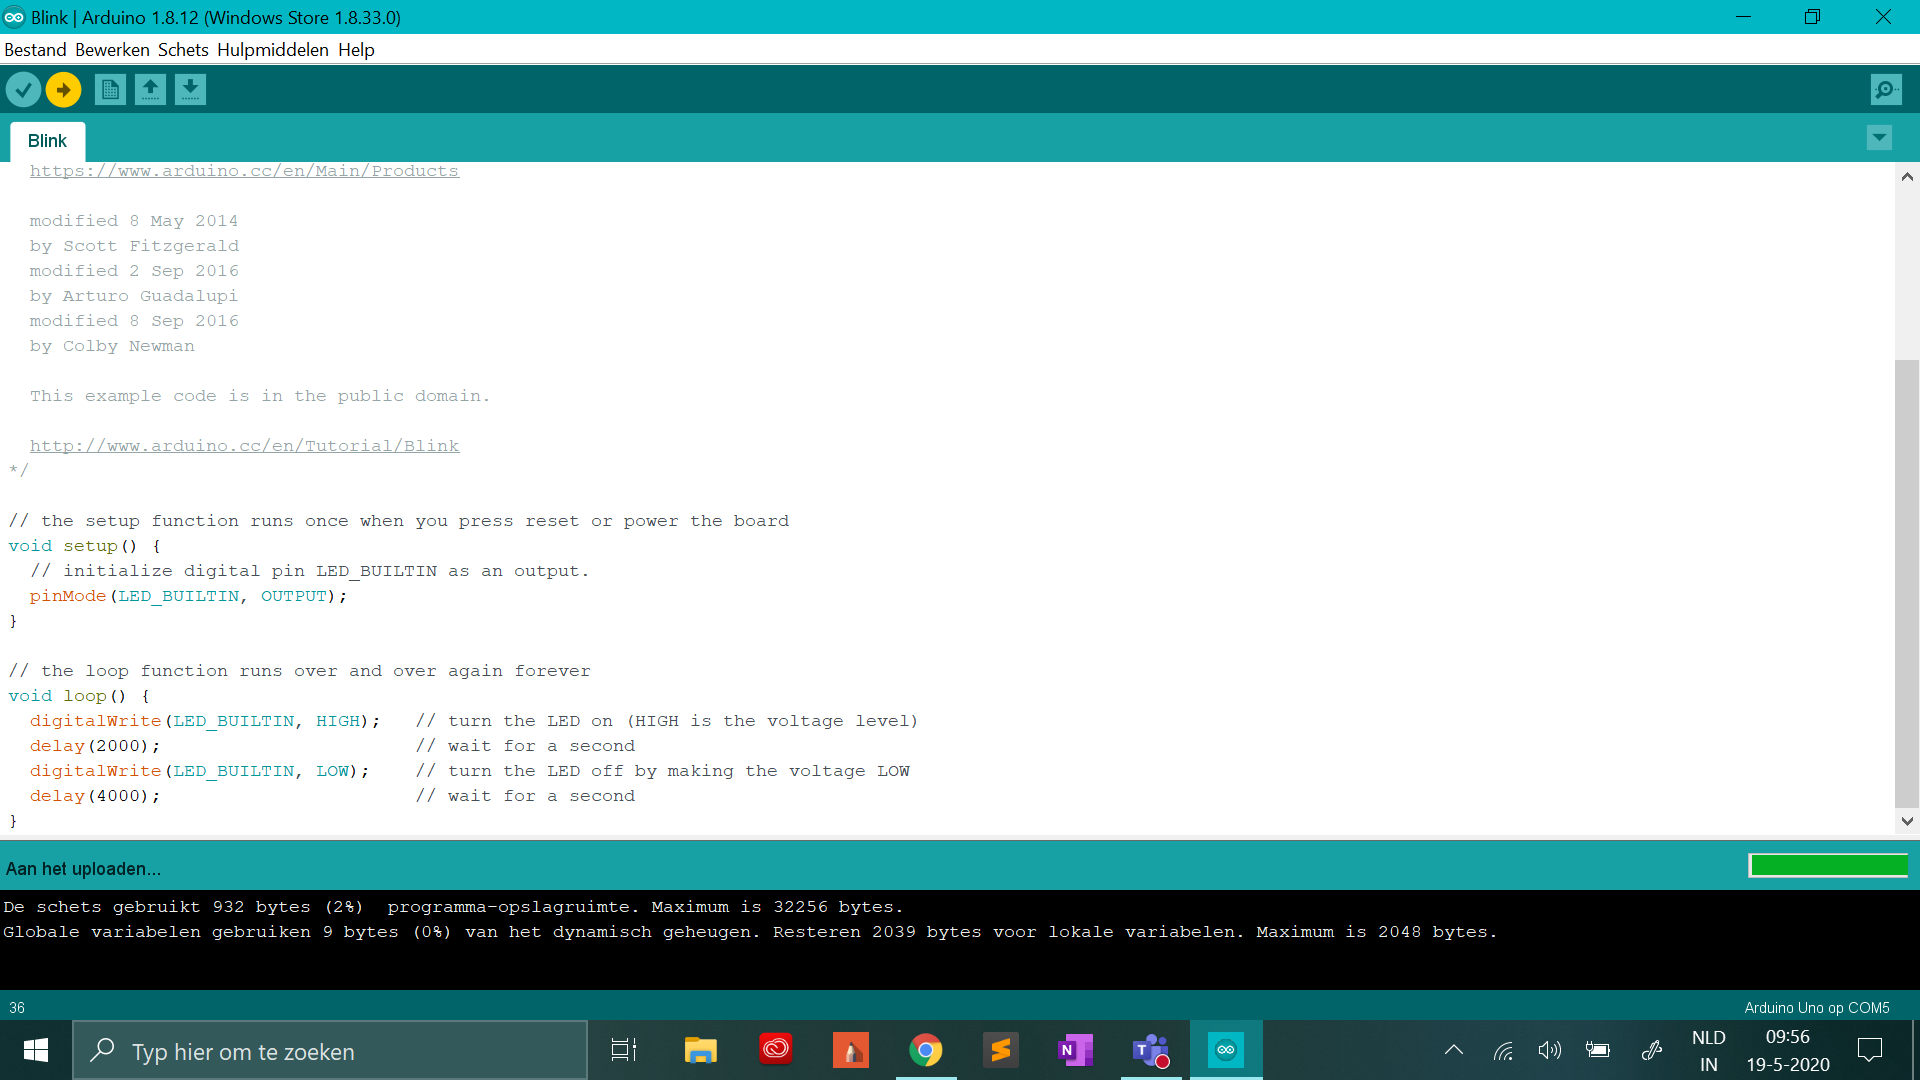 Blink | Arduino 1.8.12 (Windows Store 1.8.33.0)
Bestand Bewerken Schets Hulpmiddelen Help
Blink
https://www.arduino.cc/en/Main/Products
modified 8 May 2014
by Scott Fitzgerald
modified 2 Sep 2016
by Arturo Guadalupi
modified 8 Sep 2016
by Colby Newman
This example code is in the public domain.
http://www.arduino.cc/en/Tutorial/Blink
*/
// the setup function runs once when you press reset or power the board
void setup() {
  // initialize digital pin LED_BUILTIN as an output.
  pinMode(LED_BUILTIN, OUTPUT);
}
// the loop function runs over and over again forever
void loop() {
  digitalWrite(LED_BUILTIN, HIGH);   // turn the LED on (HIGH is the voltage level)
  delay(2000);                       // wait for a second
  digitalWrite(LED_BUILTIN, LOW);    // turn the LED off by making the voltage LOW
  delay(4000);                       // wait for a second
}
Aan het uploaden...
De schets gebruikt 932 bytes (2%)  programma-opslagruimte. Maximum is 32256 bytes.
Globale variabelen gebruiken 9 bytes (0%) van het dynamisch geheugen. Resteren 2039 bytes voor lokale variabelen. Maximum is 2048 bytes.
36
Arduino Uno op COM5
Typ hier om te zoeken
NLD
IN
09:56
19-5-2020